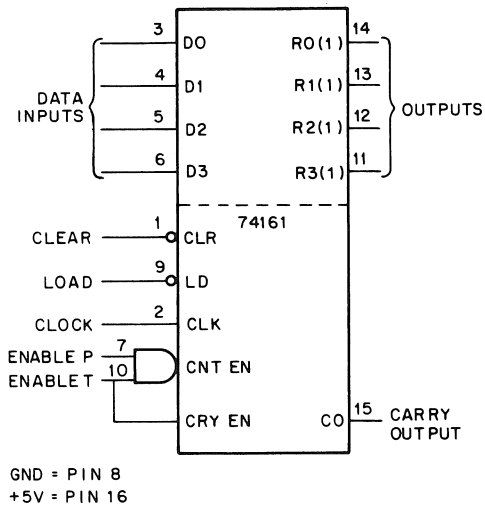 3 D0 R0(1) 14
4 D1 R1(1) 13
DATA INPUTS
OUTPUTS
5 D2 R2(1) 12
6 D3 R3(1) 11
74161
CLEAR 1 CLR
LOAD 9 LD
CLOCK 2 CLK
ENABLE P 7
CNT EN
ENABLE T 10
CRY EN CO 15 CARRY OUTPUT
GND = PIN 8
+5V = PIN 16